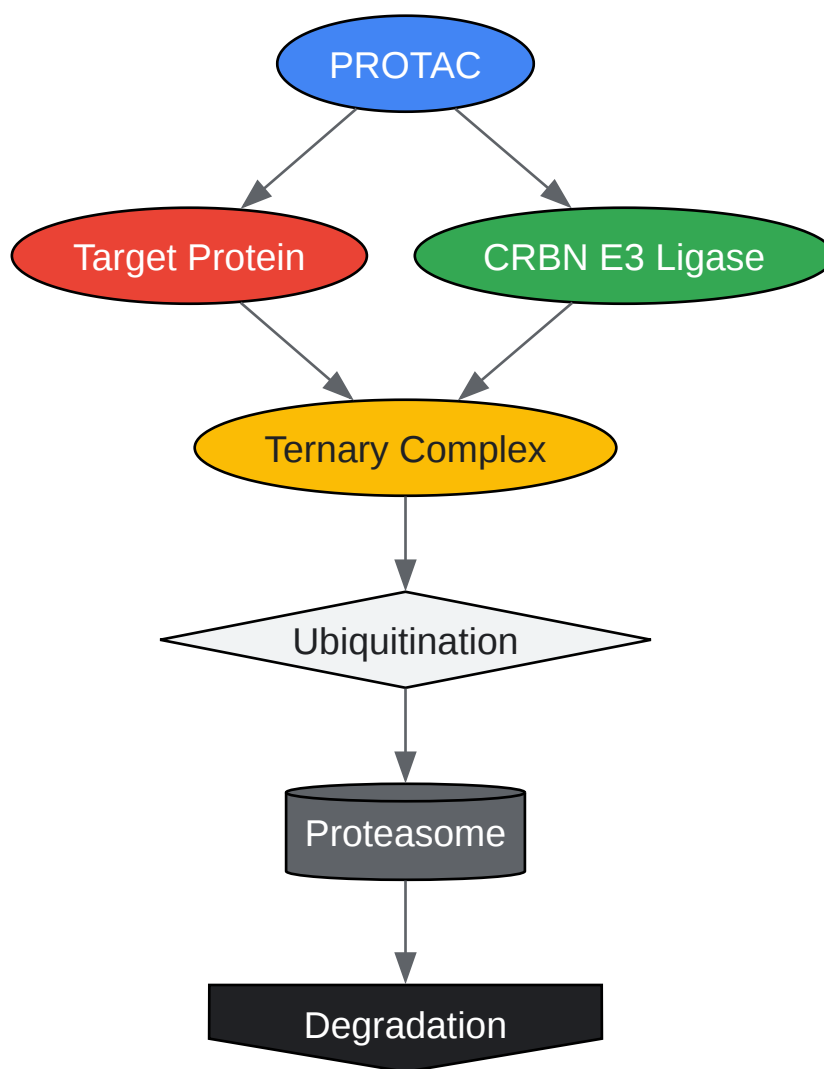 PROTAC
Target Protein
CRBN E3 Ligase
Ternary Complex
Ubiquitination
Proteasome
Degradation